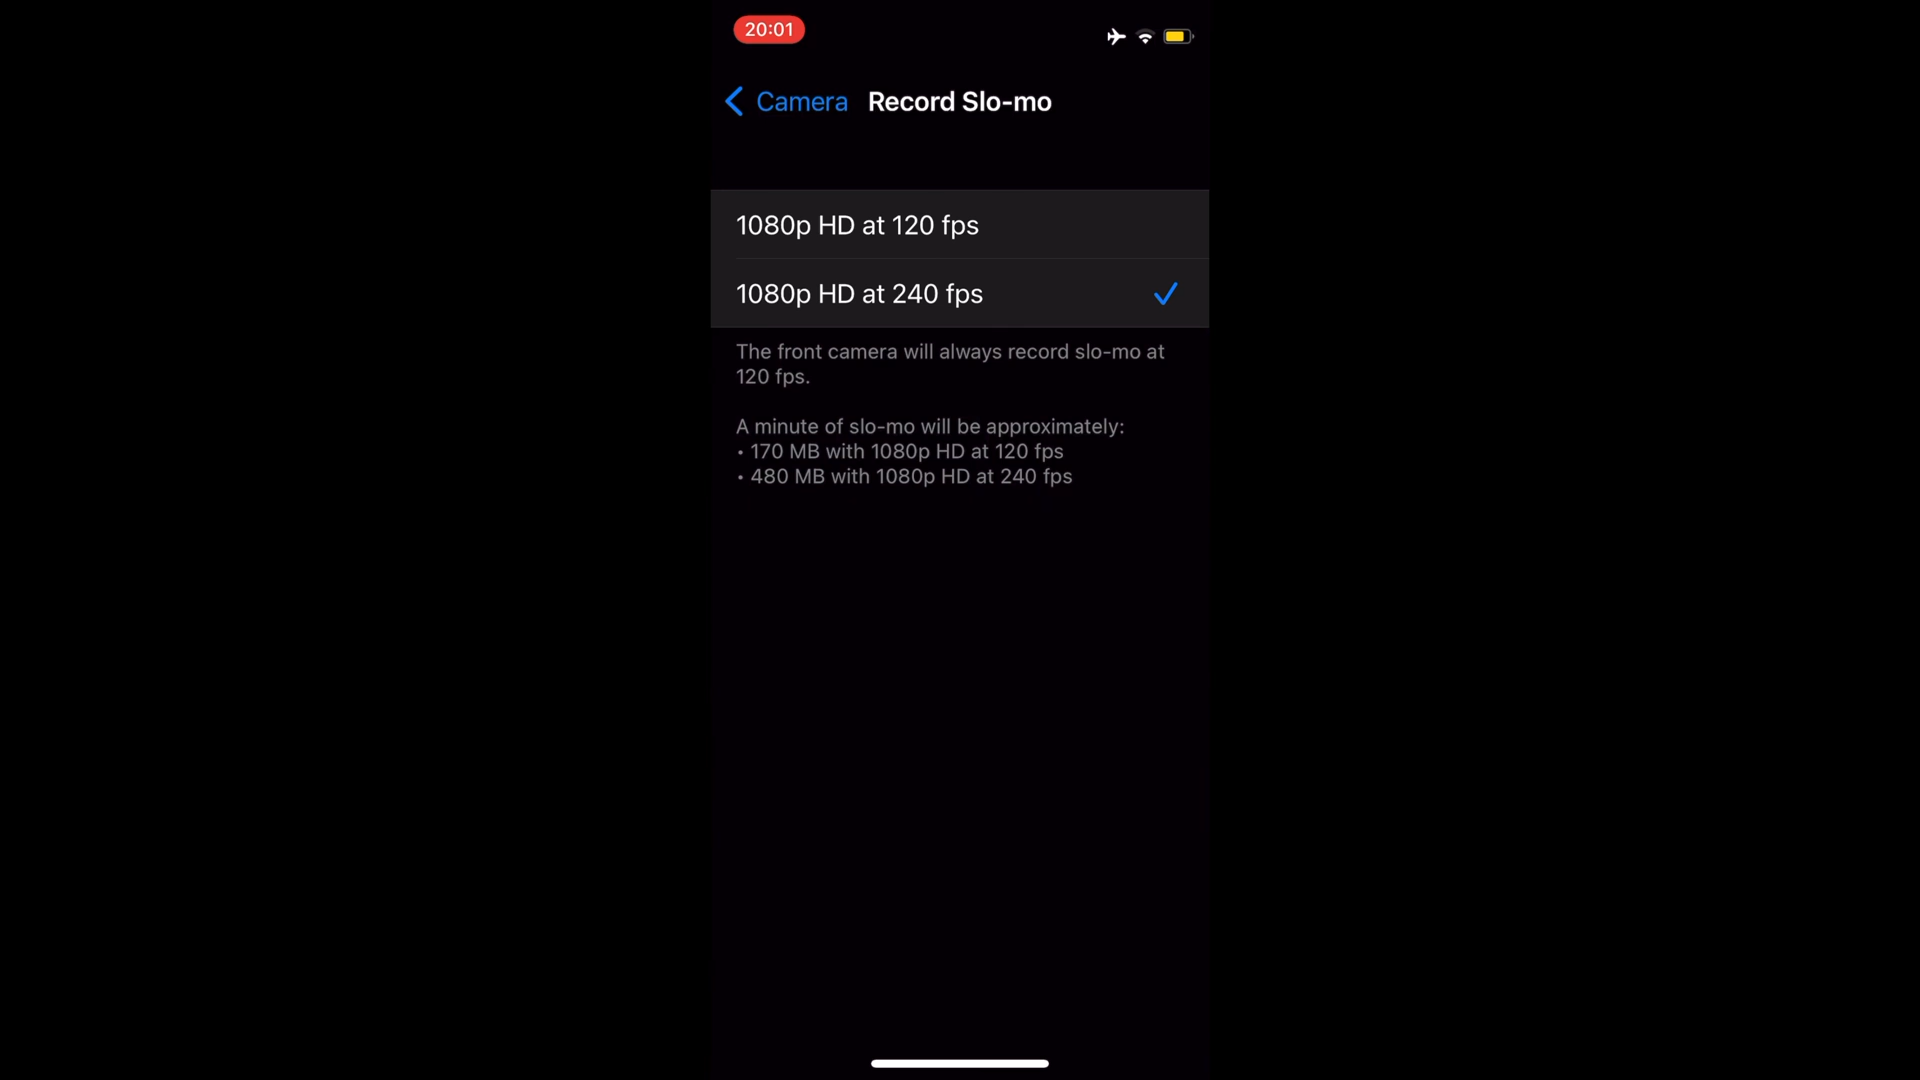 20:01
Camera Record Slo-mo
1080p HD at 120 fps
1080p HD at 240 fps
The front camera will always record slo-mo at
120 fps.
A minute of slo-mo will be approximately:
• 170 MB with 1080p HD at 120 fps
• 480 MB with 1080p HD at 240 fps